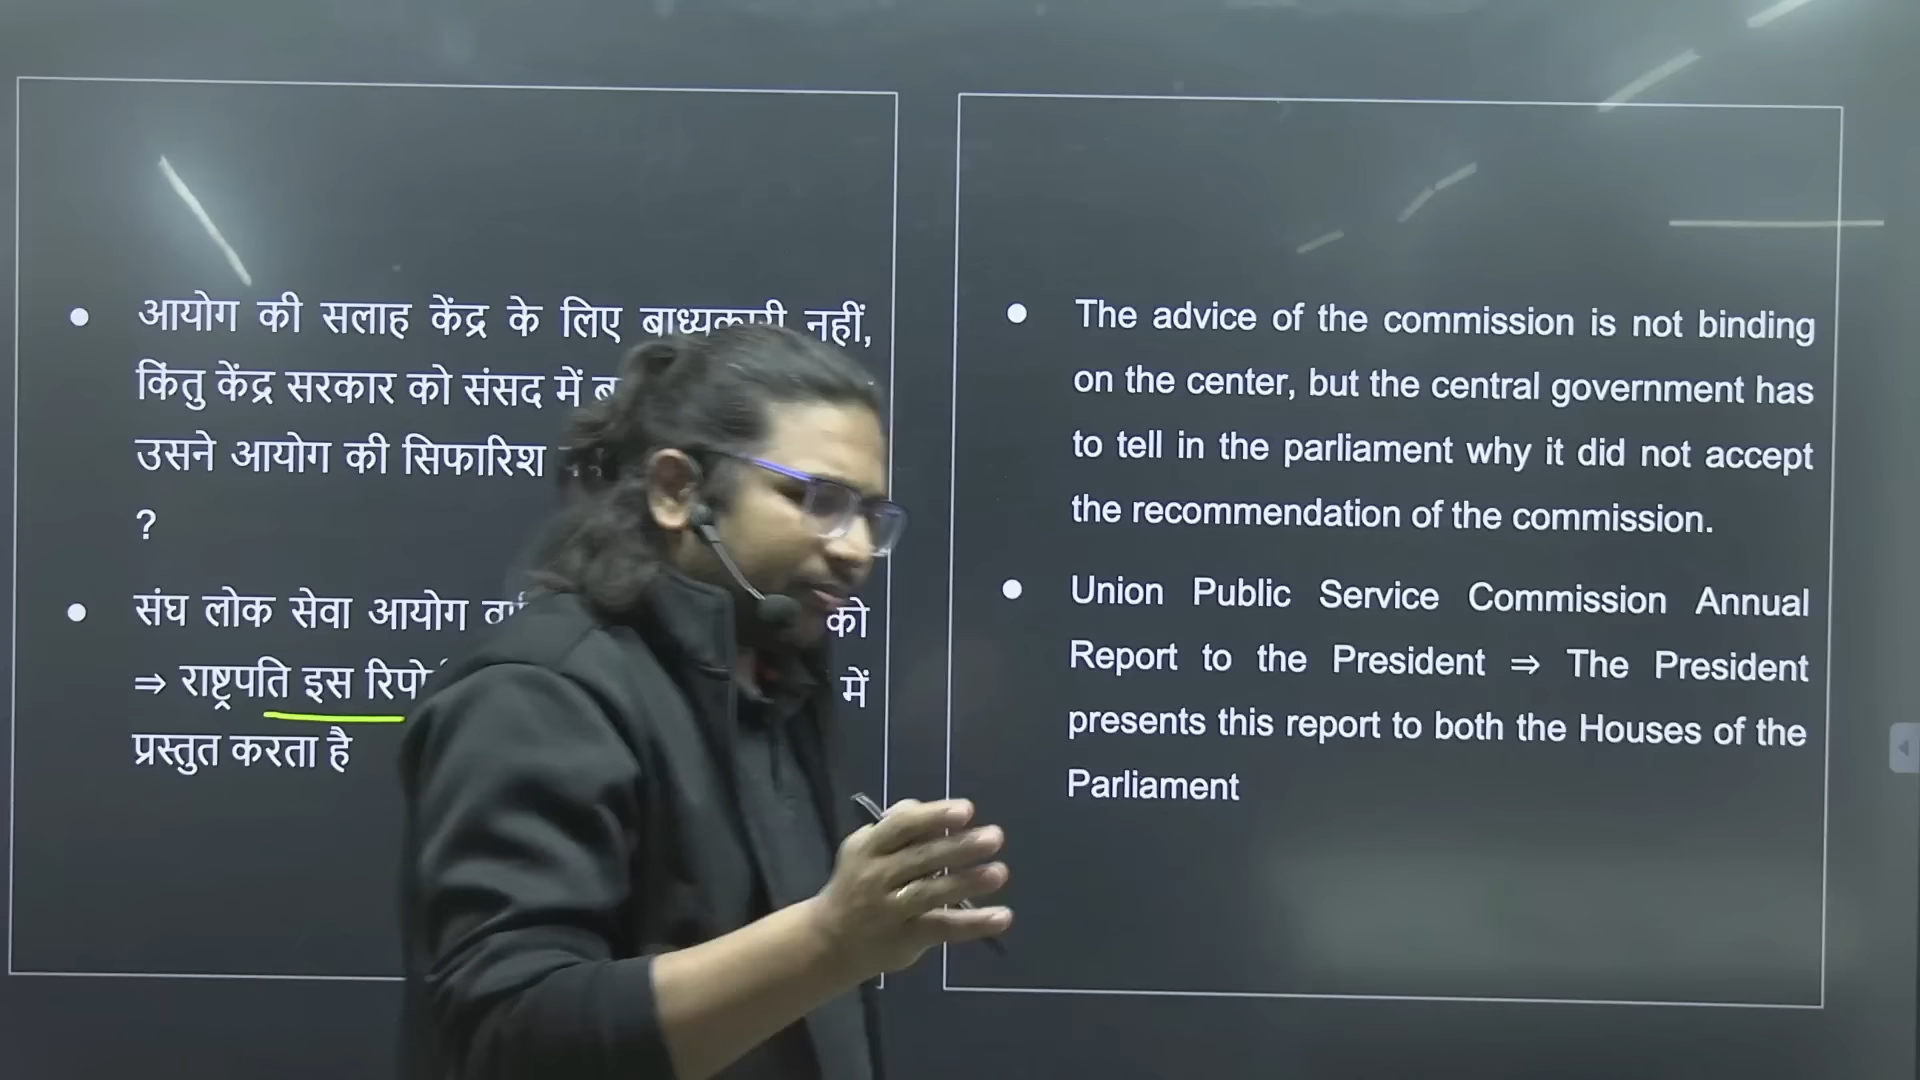 आयोग की सलाह केंद्र के लिए बाध्यकारी नहीं,
किंतु केंद्र सरकार को संसद में
उसने आयोग की सिफारिश
?
संघ लोक सेवा आयोग को
⇒ राष्ट्रपति इस में
प्रस्तुत करता है
The advice of the commission is not binding
on the center, but the central government has
to tell in the parliament why it did not accept
the recommendation of the commission.
Union Public Service Commission Annual
Report to the President ⇒ The President
presents this report to both the Houses of the
Parliament